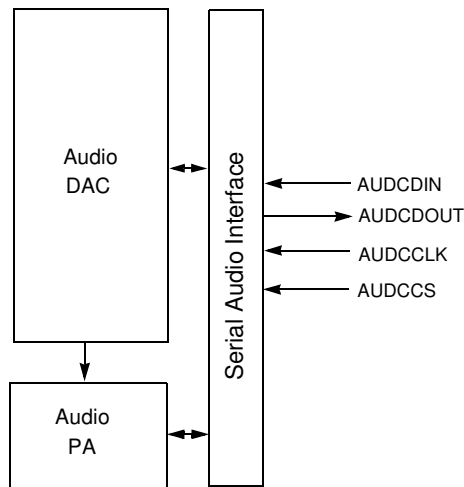 Audio
DAC
Serial Audio Interface
AUDCDIN
AUDCDOUT
AUDCCLK
AUDCCS
Audio
PA